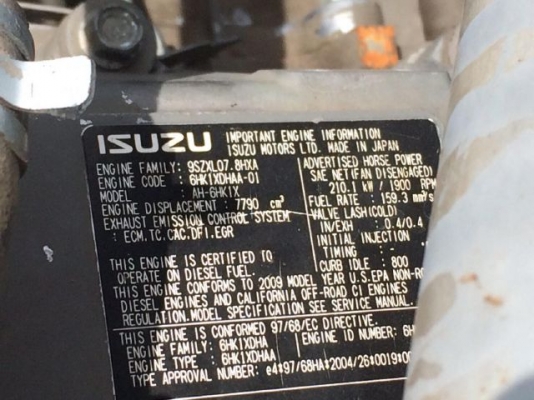 ISUZU IMPORTANT ENGINE INFORMATION
ISUZU MOTORS LTD. MADE IN JAPAN
ENGINE FAMILY: 9SZXL07.8HXA
ENGINE CODE : 6HK1XDHAA-01
MODEL : AH-6HK1X
ENGINE DISPLACEMENT: 7790 cm³
EXHAUST EMISSION CONTROL SYSTEM
: ECM.TC.CAC.DFI.EGR
ADVERTISED HORSE POWER
SAE NET(FAN DISENGAGED)
210.1 kW / 1900 RPM
FUEL RATE : 159.3 mm³/s
VALVE LASH(COLD)
IN/EXH : 0.4/0.4
INITIAL INJECTION
TIMING :
CURB IDLE : 800
THIS ENGINE IS CERTIFIED TO
OPERATE ON DIESEL FUEL.
THIS ENGINE CONFORMS TO 2009 MODEL YEAR U.S.EPA NON-RO
DIESEL ENGINES AND CALIFORNIA OFF-ROAD CI ENGINES
REGULATION. MODEL SPECIFICATION SEE SERVICE MANUAL.
THIS ENGINE IS CONFORMED 97/68/EC DIRECTIVE.
ENGINE FAMILY : 6HK1XDHA ENGINE ID NUMBER: 6H
ENGINE TYPE : 6HK1XDHAA
TYPE APPROVAL NUMBER: e4*97/68HA*2004/26*0019*00